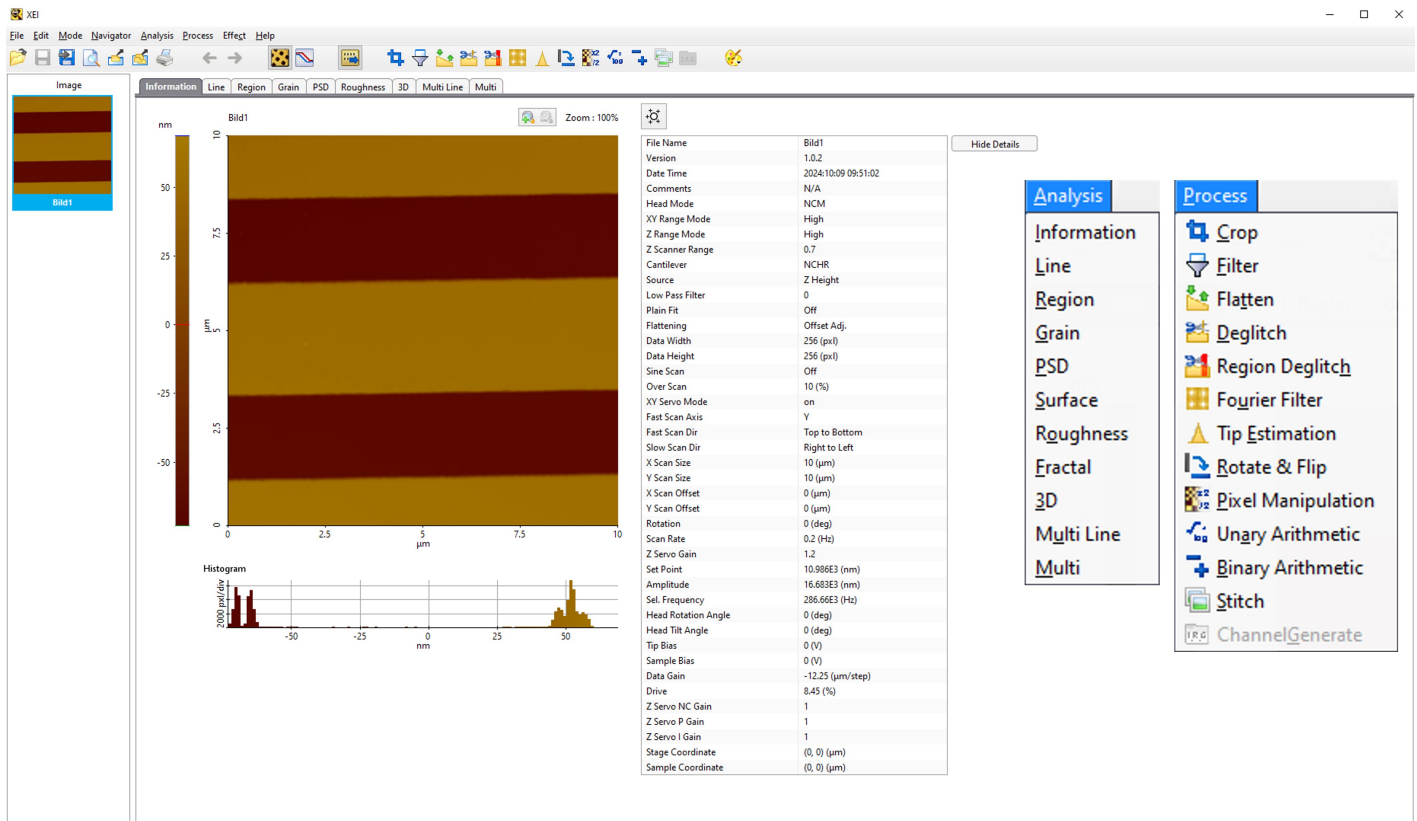 XEI
File Edit Mode Navigator Analysis Process Effect Help
Image
Bild1
Information Line Region Grain PSD Roughness 3D Multi Line Multi
nm
50
25
0
-25
-50
Bild1
Zoom : 100%
10
7.5
5
2.5
0
µm
0 2.5 5 7.5 10
µm
Histogram
2000 pxl/div
-50 -25 0 25 50
nm
File Name Bild1
Version 1.0.2
Date Time 2024:10:09 09:51:02
Comments N/A
Head Mode NCM
XY Range Mode High
Z Range Mode High
Z Scanner Range 0.7
Cantilever NCHR
Source Z Height
Low Pass Filter 0
Plain Fit Off
Flattening Offset Adj.
Data Width 256 (pxl)
Data Height 256 (pxl)
Sine Scan Off
Over Scan 10 (%)
XY Servo Mode on
Fast Scan Axis Y
Fast Scan Dir Top to Bottom
Slow Scan Dir Right to Left
X Scan Size 10 (µm)
Y Scan Size 10 (µm)
X Scan Offset 0 (µm)
Y Scan Offset 0 (µm)
Rotation 0 (deg)
Scan Rate 0.2 (Hz)
Z Servo Gain 1.2
Set Point 10.986E3 (nm)
Amplitude 16.683E3 (nm)
Sel. Frequency 286.66E3 (Hz)
Head Rotation Angle 0 (deg)
Head Tilt Angle 0 (deg)
Tip Bias 0 (V)
Sample Bias 0 (V)
Data Gain -12.25 (µm/step)
Drive 8.45 (%)
Z Servo NC Gain 1
Z Servo P Gain 1
Z Servo I Gain 1
Stage Coordinate (0, 0) (µm)
Sample Coordinate (0, 0) (µm)
Hide Details
Analysis
Information
Line
Region
Grain
PSD
Surface
Roughness
Fractal
3D
Multi Line
Multi
Process
Crop
Filter
Flatten
Deglitch
Region Deglitch
Fourier Filter
Tip Estimation
Rotate & Flip
Pixel Manipulation
Unary Arithmetic
Binary Arithmetic
Stitch
ChannelGenerate